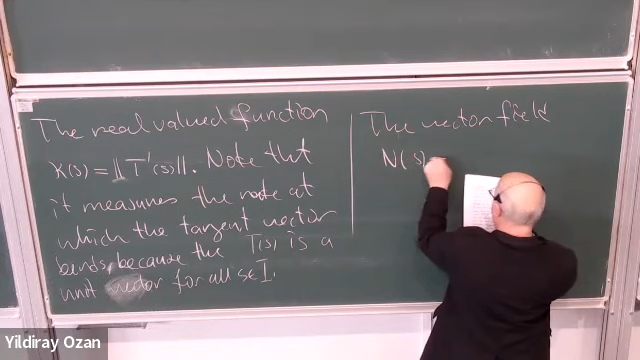 The real valued function
K(s) = ||T'(s)||. Note tht
it measures the rate at
which the tangent vector
bends, because the T(s) is a
unit vector for all s∈I.
The vector field
N(s)
Yildiray Ozan